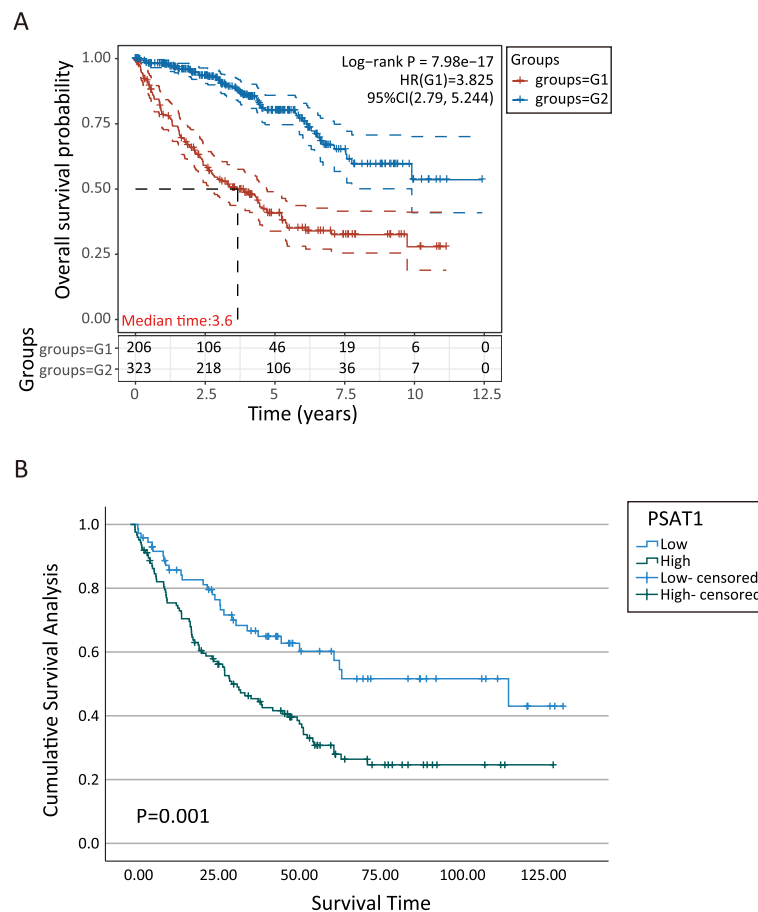 A
Log−rank P = 7.98e−17
HR(G1)=3.825
95%CI(2.79, 5.244)
Groups
groups=G1
groups=G2
Overall survival probability
1.00
0.75
0.50
0.25
0.00
Median time:3.6
Groups
groups=G1 206 106 46 19 6 0
groups=G2 323 218 106 36 7 0
0 2.5 5 7.5 10 12.5
Time (years)
B
PSAT1
Low
High
Low- censored
High- censored
Cumulative Survival Analysis
1.0
0.8
0.6
0.4
0.2
0.0
P=0.001
0.00 25.00 50.00 75.00 100.00 125.00
Survival Time